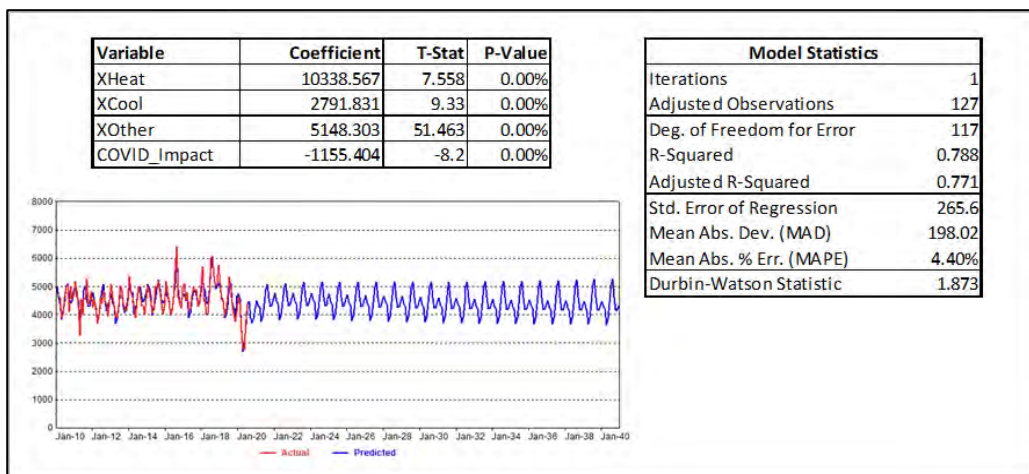 Variable Coefficient T-Stat P-Value
XHeat 10338.567 7.558 0.00%
XCool 2791.831 9.33 0.00%
XOther 5148.303 51.463 0.00%
COVID_Impact -1155.404 -8.2 0.00%
Model Statistics
Iterations 1
Adjusted Observations 127
Deg. of Freedom for Error 117
R-Squared 0.788
Adjusted R-Squared 0.771
Std. Error of Regression 265.6
Mean Abs. Dev. (MAD) 198.02
Mean Abs. % Err. (MAPE) 4.40%
Durbin-Watson Statistic 1.873
8000
7000
6000
5000
4000
3000
2000
1000
0
Jan-10 Jan-12 Jan-14 Jan-16 Jan-18 Jan-20 Jan-22 Jan-24 Jan-26 Jan-28 Jan-30 Jan-32 Jan-34 Jan-36 Jan-38 Jan-40
Actual Predicted